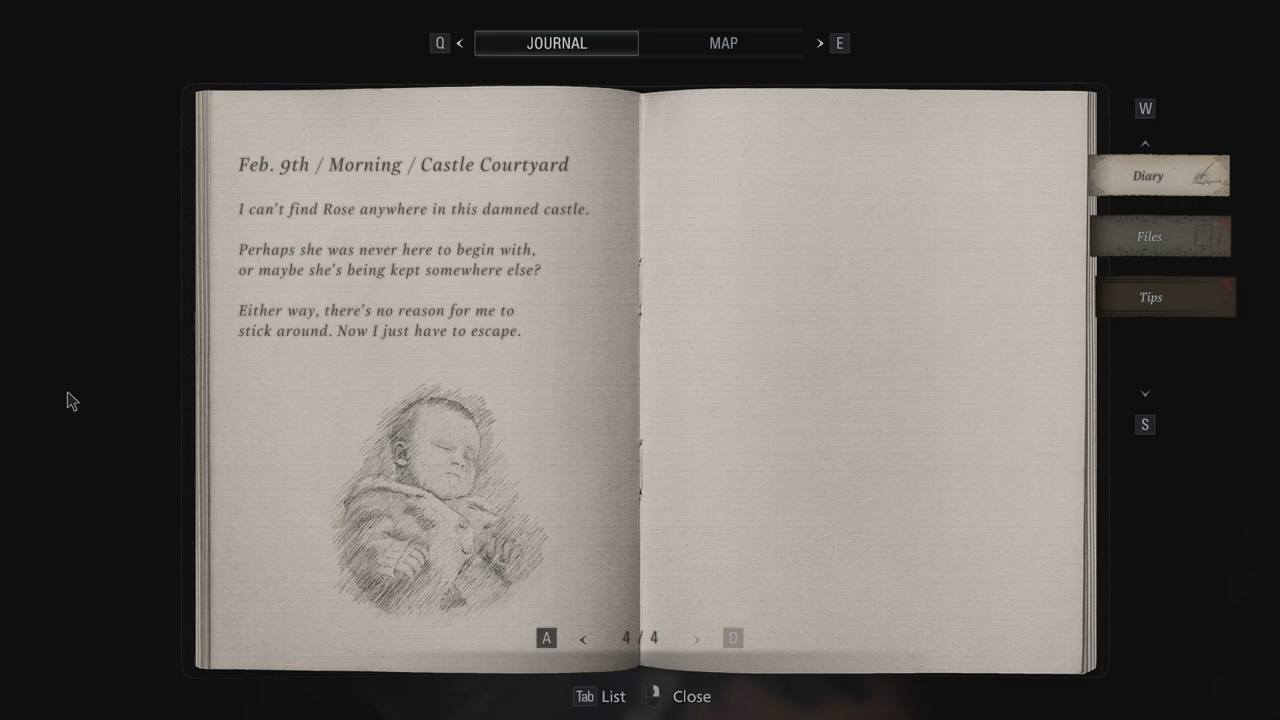 Q < JOURNAL MAP > E
W
Feb. 9th / Morning / Castle Courtyard
Diary
I can't find Rose anywhere in this damned castle.
Files
Perhaps she was never here to begin with,
or maybe she's being kept somewhere else?
Tips
Either way, there's no reason for me to
stick around. Now I just have to escape.
S
A < 4 / 4 > D
Tab List Close